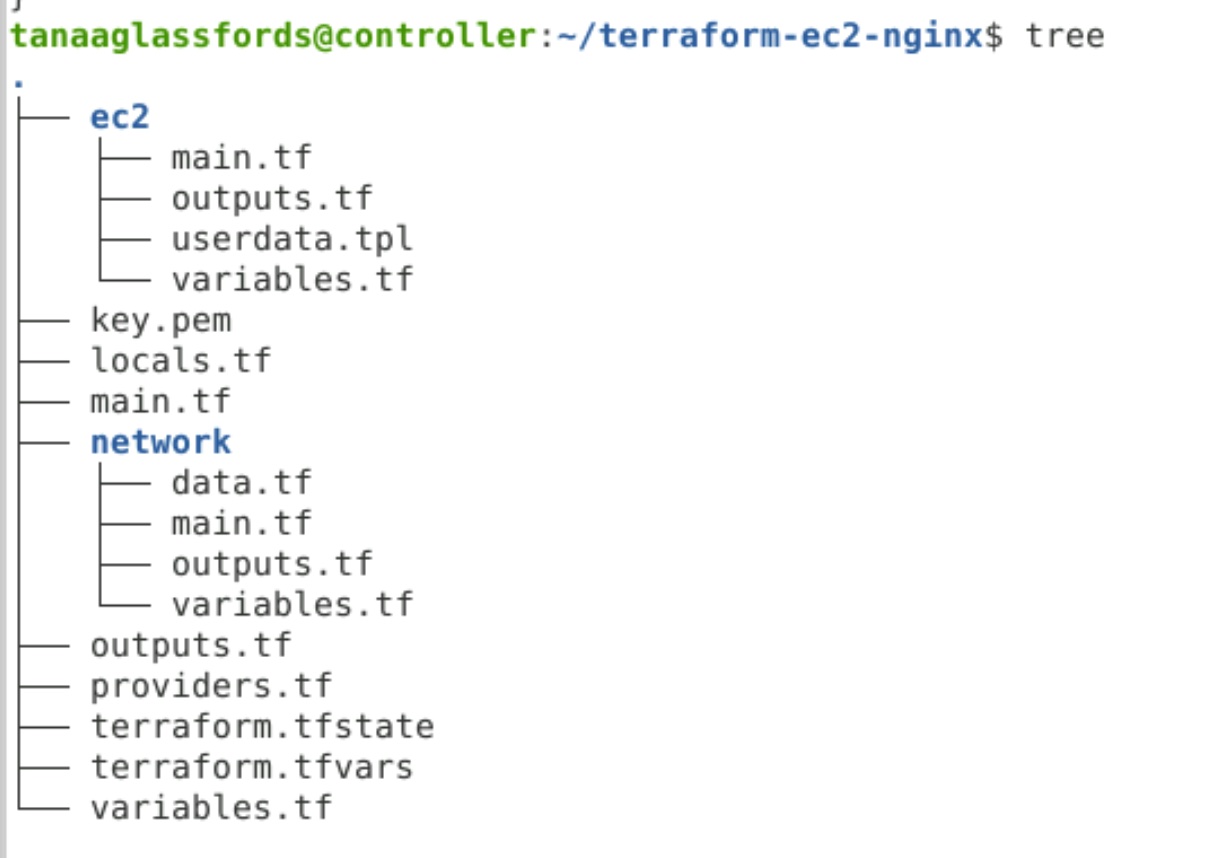 tanaaglassfords@controller:~/terraform-ec2-nginx$ tree
.
├── ec2
│   ├── main.tf
│   ├── outputs.tf
│   ├── userdata.tpl
│   └── variables.tf
├── key.pem
├── locals.tf
├── main.tf
├── network
│   ├── data.tf
│   ├── main.tf
│   ├── outputs.tf
│   └── variables.tf
├── outputs.tf
├── providers.tf
├── terraform.tfstate
├── terraform.tfvars
└── variables.tf